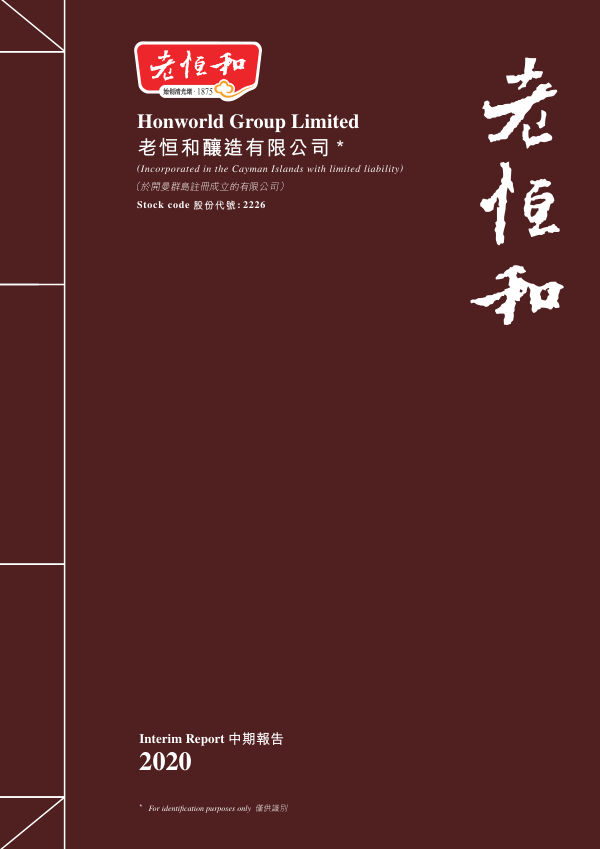 老恒和
始創清光緒·1875
Honworld Group Limited
老恒和釀造有限公司*
(Incorporated in the Cayman Islands with limited liability)
(於開曼群島註冊成立的有限公司)
Stock code 股份代號:2226
老恒和
Interim Report 中期報告
2020
* For identification purposes only 僅供識別